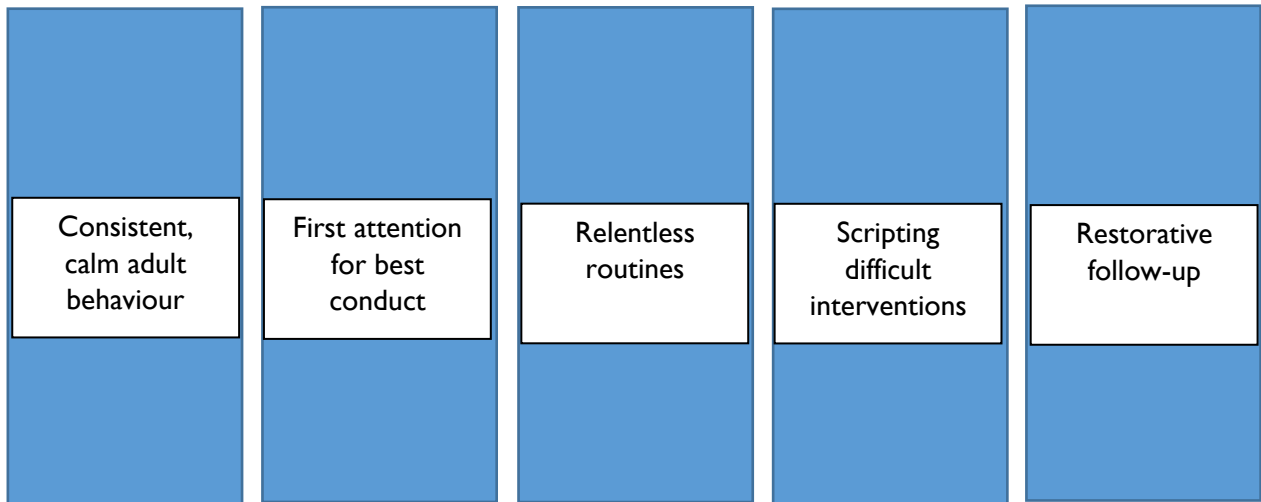 Consistent,
calm adult
behaviour
First attention
for best
conduct
Relentless
routines
Scripting
difficult
interventions
Restorative
follow-up